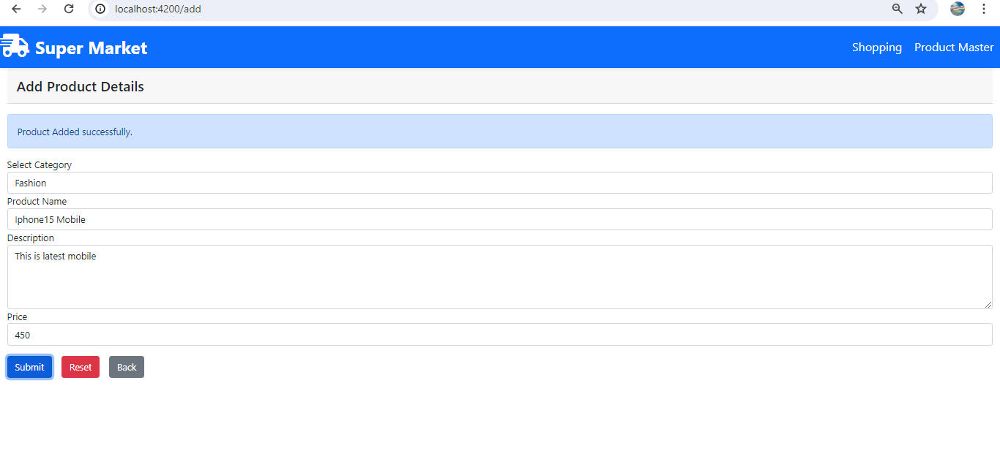 localhost:4200/add
Super Market
Shopping Product Master
Add Product Details
Product Added successfully.
Select Category
Fashion
Product Name
Iphone15 Mobile
Description
This is latest mobile
Price
450
Submit Reset Back